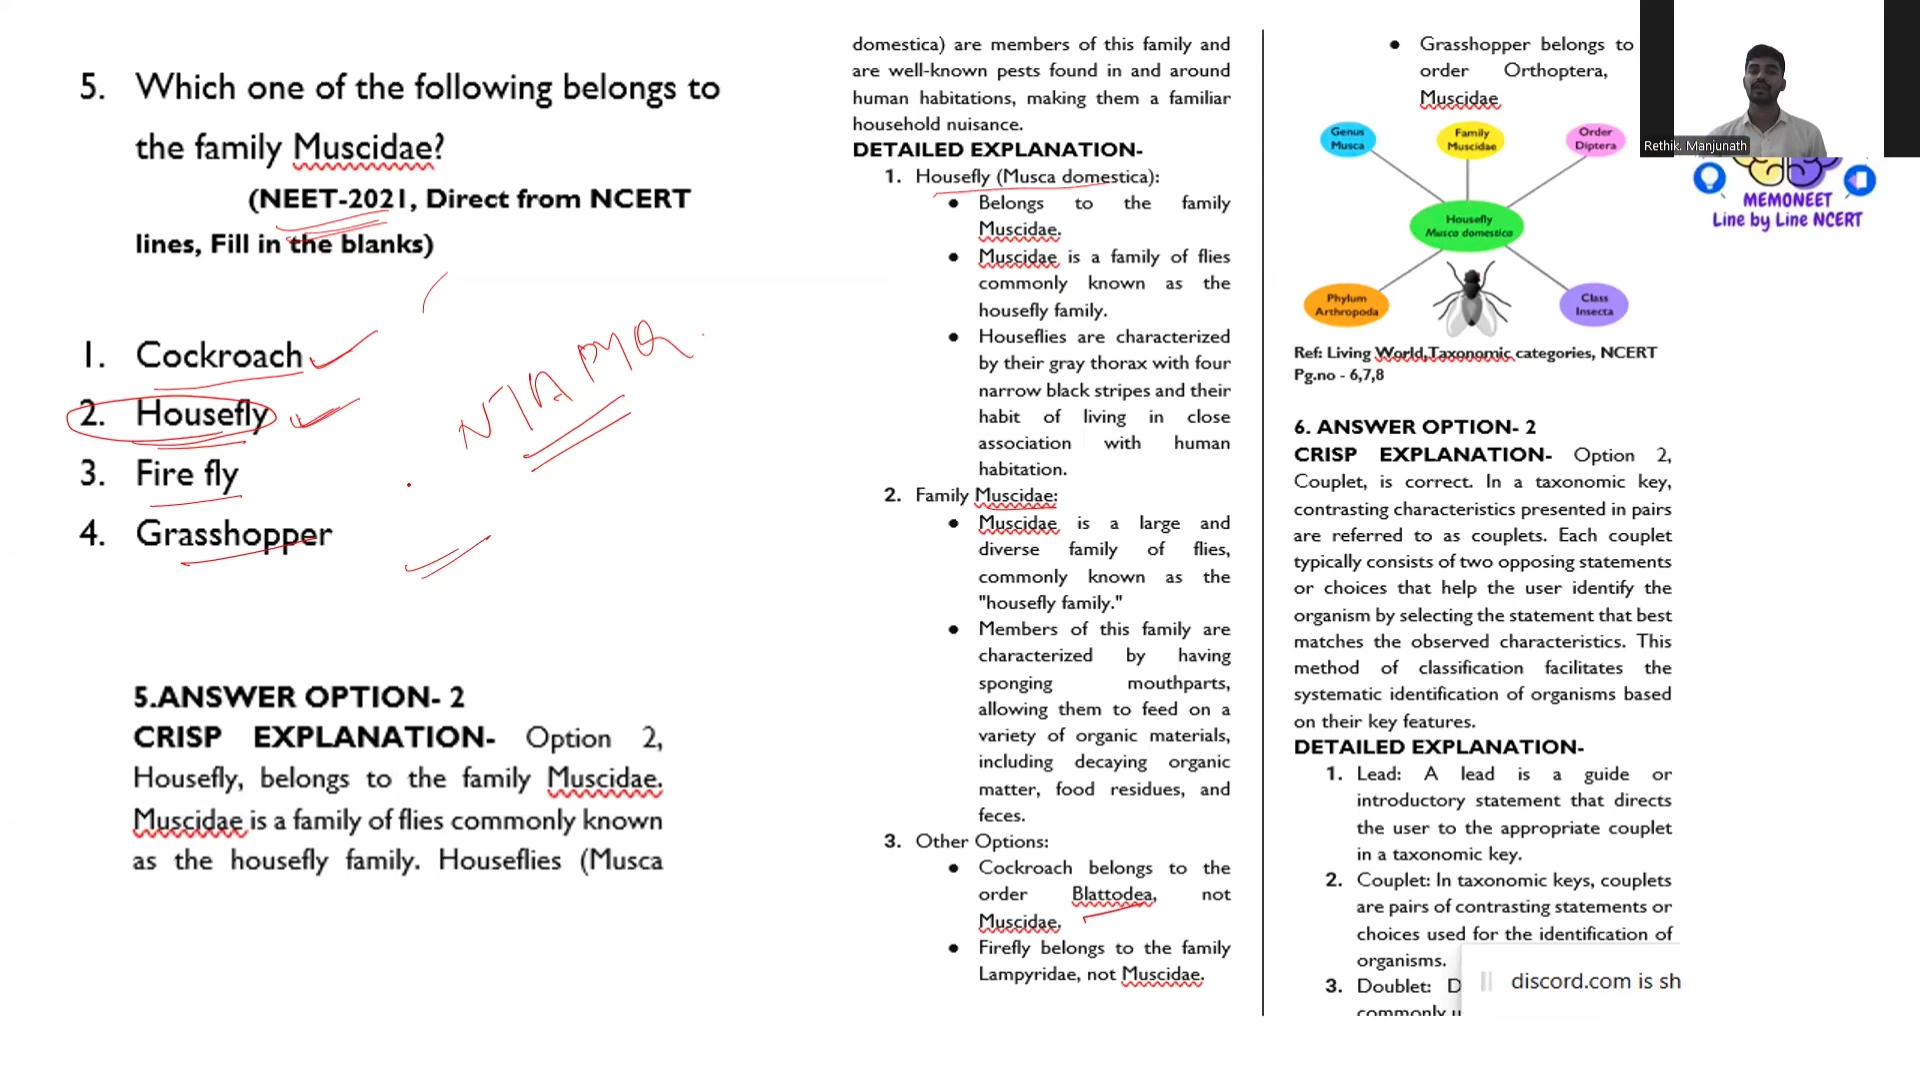 5. Which one of the following belongs to
the family Muscidae?
(NEET-2021, Direct from NCERT
lines, Fill in the blanks)
1. Cockroach
2. Housefly
3. Fire fly
4. Grasshopper
NTA PYQ
5.ANSWER OPTION- 2
CRISP EXPLANATION- Option 2,
Housefly, belongs to the family Muscidae.
Muscidae is a family of flies commonly known
as the housefly family. Houseflies (Musca
domestica) are members of this family and
are well-known pests found in and around
human habitations, making them a familiar
household nuisance.
DETAILED EXPLANATION-
1. Housefly (Musca domestica):
● Belongs to the family
Muscidae.
● Muscidae is a family of flies
commonly known as the
housefly family.
● Houseflies are characterized
by their gray thorax with four
narrow black stripes and their
habit of living in close
association with human
habitation.
2. Family Muscidae:
● Muscidae is a large and
diverse family of flies,
commonly known as the
"housefly family."
● Members of this family are
characterized by having
sponging mouthparts,
allowing them to feed on a
variety of organic materials,
including decaying organic
matter, food residues, and
feces.
3. Other Options:
● Cockroach belongs to the
order Blattodea, not
Muscidae.
● Firefly belongs to the family
Lampyridae, not Muscidae.
● Grasshopper belongs to
order Orthoptera,
Muscidae
Genus
Musca
Family
Muscidae
Order
Diptera
Housefly
Musca domestica
Phylum
Arthropoda
Class
Insecta
Ref: Living World,Taxonomic categories, NCERT
Pg.no - 6,7,8
6. ANSWER OPTION- 2
CRISP EXPLANATION- Option 2,
Couplet, is correct. In a taxonomic key,
contrasting characteristics presented in pairs
are referred to as couplets. Each couplet
typically consists of two opposing statements
or choices that help the user identify the
organism by selecting the statement that best
matches the observed characteristics. This
method of classification facilitates the
systematic identification of organisms based
on their key features.
DETAILED EXPLANATION-
1. Lead: A lead is a guide or
introductory statement that directs
the user to the appropriate couplet
in a taxonomic key.
2. Couplet: In taxonomic keys, couplets
are pairs of contrasting statements or
choices used for the identification of
organisms.
3. Doublet: D
commonly u
discord.com is sh
Rethik. Manjunath
MEMONEET
Line by Line NCERT